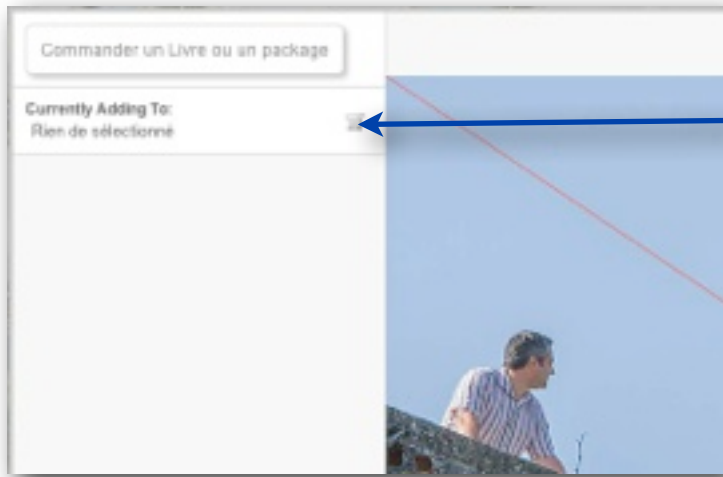 Commander un Livre ou un package
Currently Adding To:
Rien de sélectionné